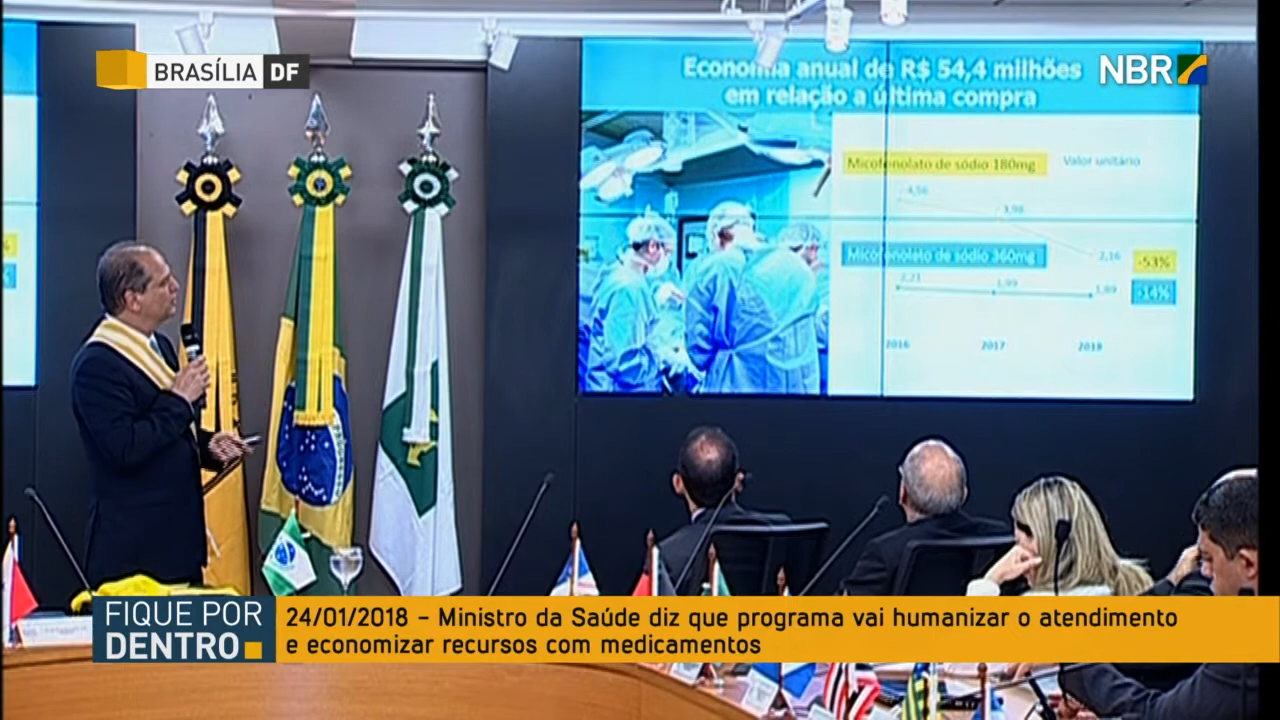 BRASÍLIA DF
NBR
Economia anual de R$ 54,4 milhões
em relação a última compra
Micofenolato de sódio 180mg
Valor unitário
4,56
3,98
2,16
-53%
Micofenolato de sódio 360mg
2,21
1,99
1,89
-14%
2016
2017
2018
FIQUE POR
DENTRO
24/01/2018 – Ministro da Saúde diz que programa vai humanizar o atendimento
e economizar recursos com medicamentos